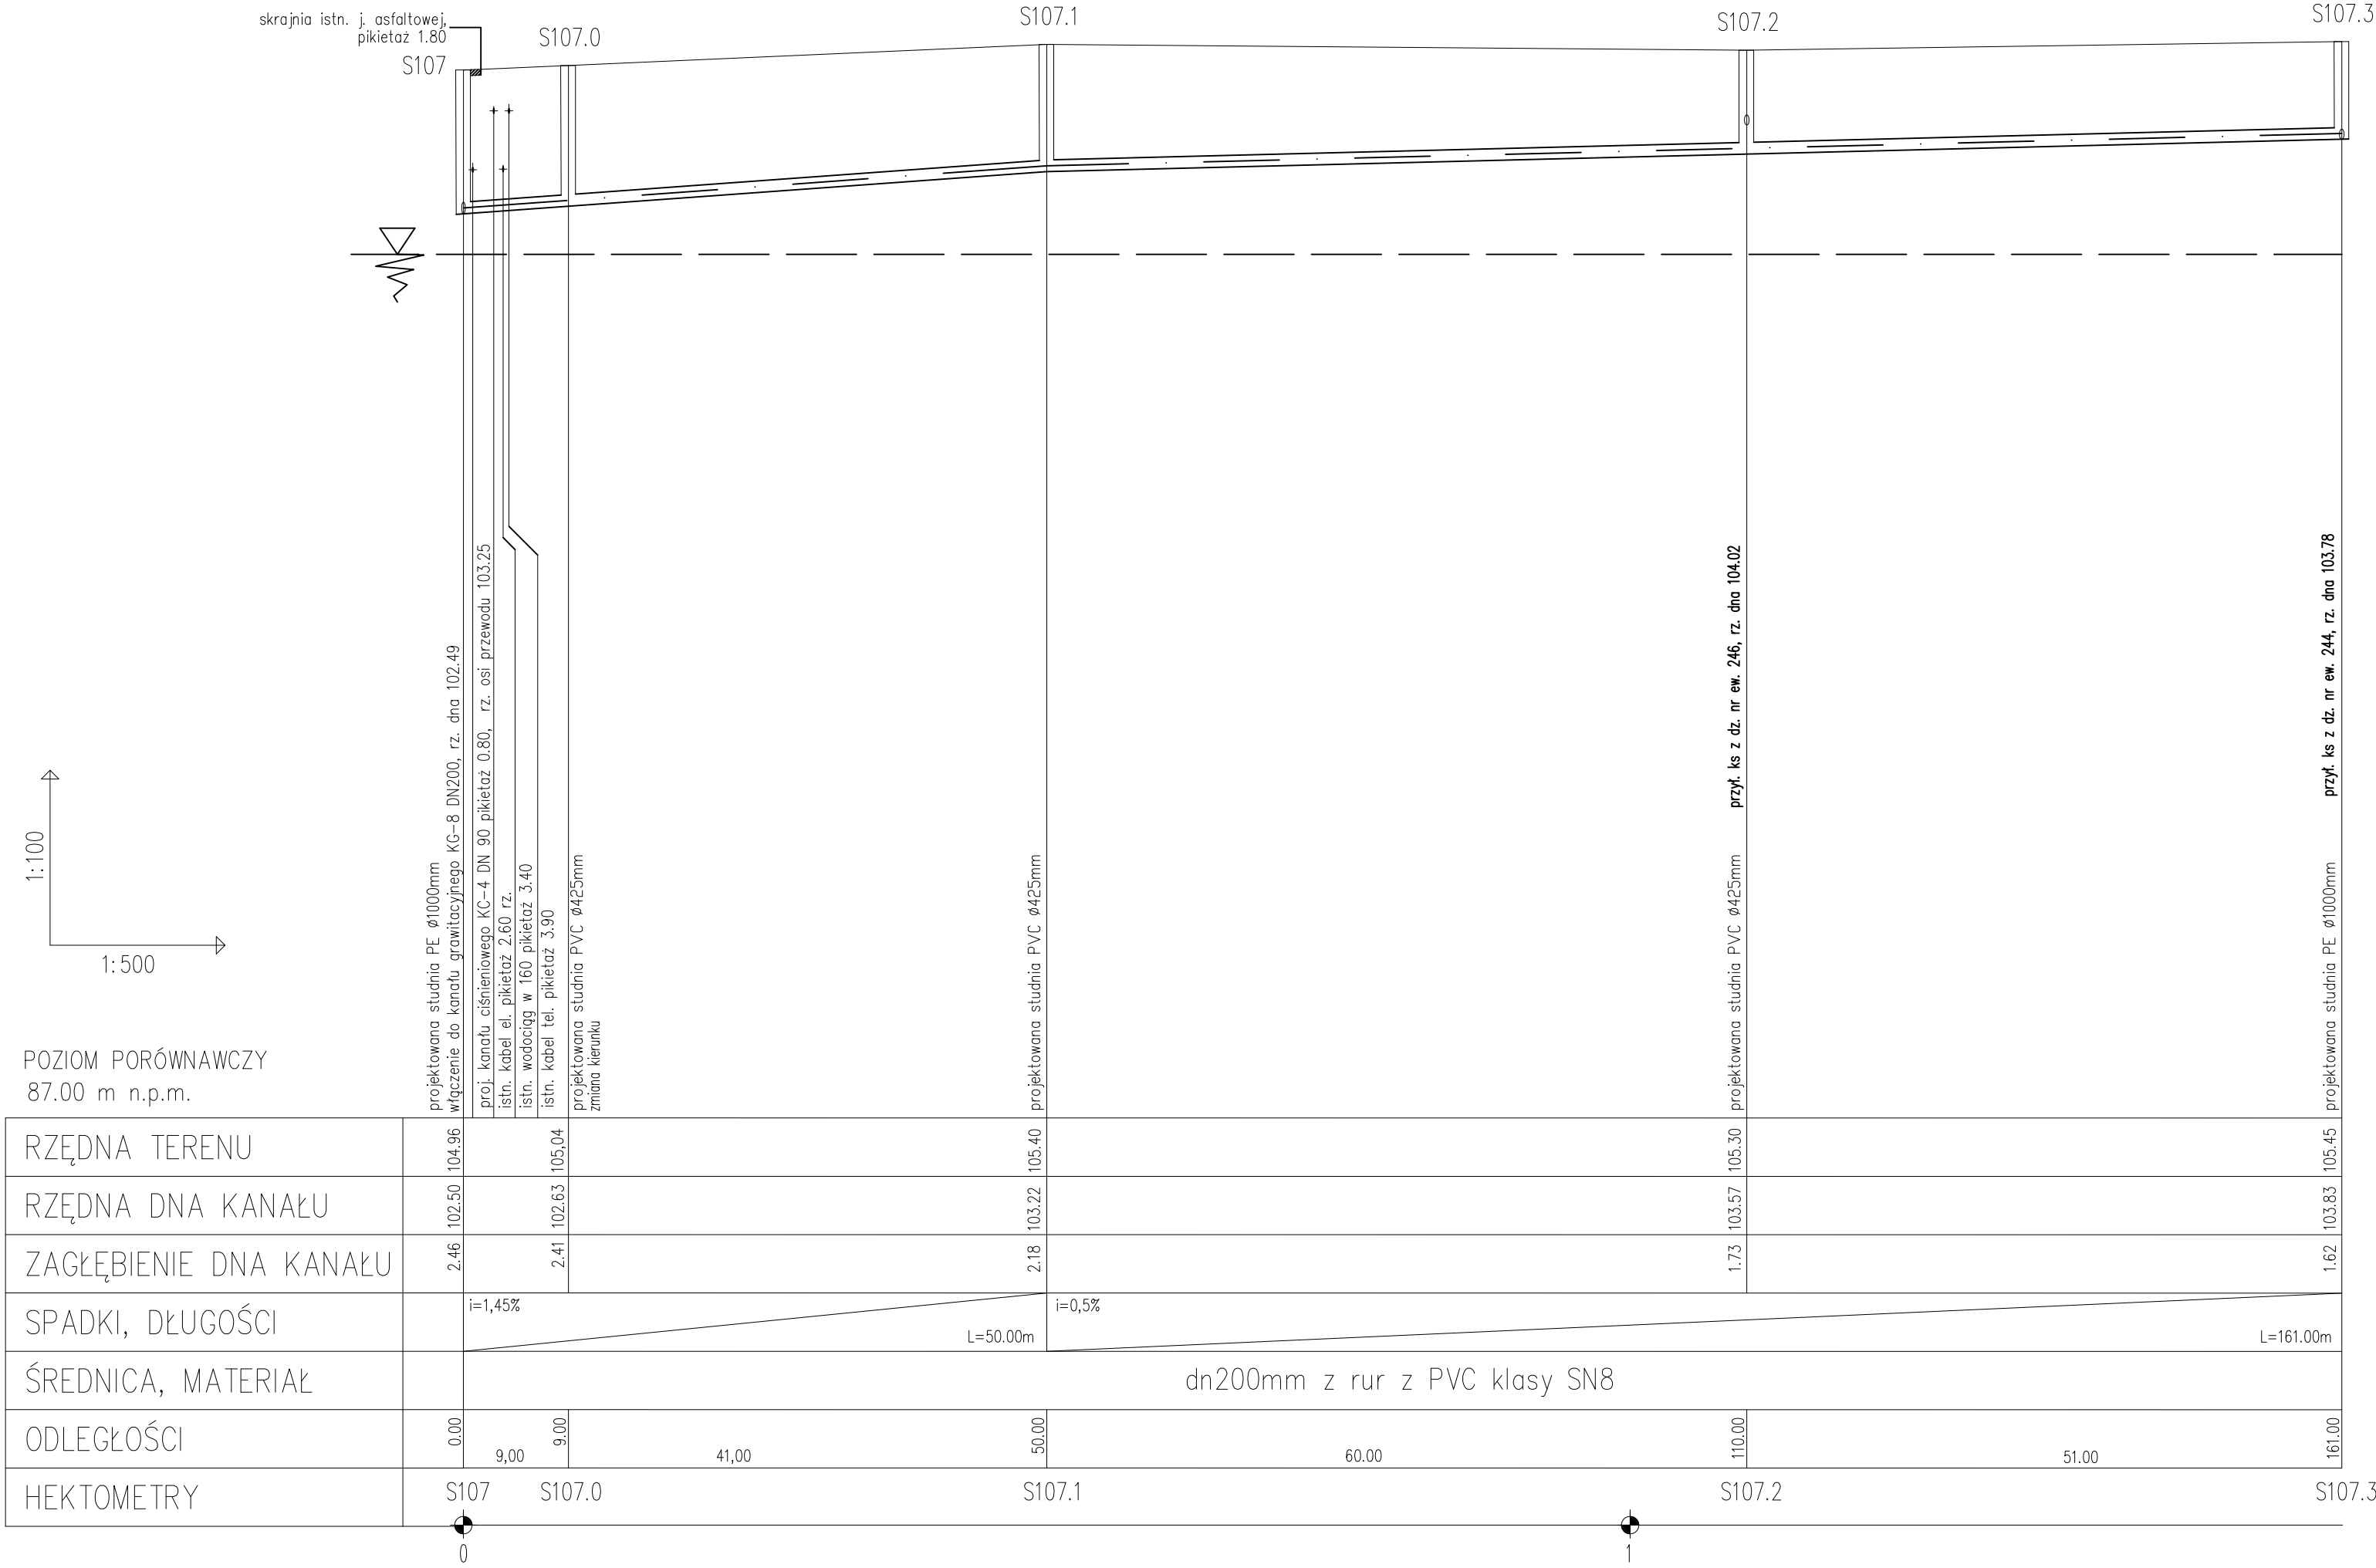 skrajnia istn. j. asfaltowej,
pikietaż 1.80
S107
S107.0
S107.1
S107.2
S107.3
1:100
1:500
POZIOM PORÓWNAWCZY
87.00 m n.p.m.
projektowana studnia PE ø1000mm
włączenie do kanału grawitacyjnego KG-8 DN200, rz. dna 102.49
proj. kanału ciśnieniowego KC-4 DN 90 pikietaż 0.80, rz. osi przewodu 103.25
istn. kabel el. pikietaż 2.60 rz.
istn. wodociąg w 160 pikietaż 3.40
istn. kabel tel. pikietaż 3.90
projektowana studnia PVC ø425mm
zmiana kierunku
projektowana studnia PVC ø425mm
projektowana studnia PVC ø425mm
przył. ks z dz. nr ew. 246, rz. dna 104.02
projektowana studnia PE ø1000mm
przył. ks z dz. nr ew. 244, rz. dna 103.78
RZĘDNA TERENU 104.96 105,04 105.40 105.30 105.45
RZĘDNA DNA KANAŁU 102.50 102.63 103.22 103.57 103.83
ZAGŁĘBIENIE DNA KANAŁU 2.46 2.41 2.18 1.73 1.62
SPADKI, DŁUGOŚCI i=1,45% L=50.00m i=0,5% L=161.00m
ŚREDNICA, MATERIAŁ dn200mm z rur z PVC klasy SN8
ODLEGŁOŚCI 0.00 9,00 9.00 41,00 50.00 60.00 110.00 51.00 161.00
HEKTOMETRY S107 S107.0 S107.1 S107.2 S107.3
0 1